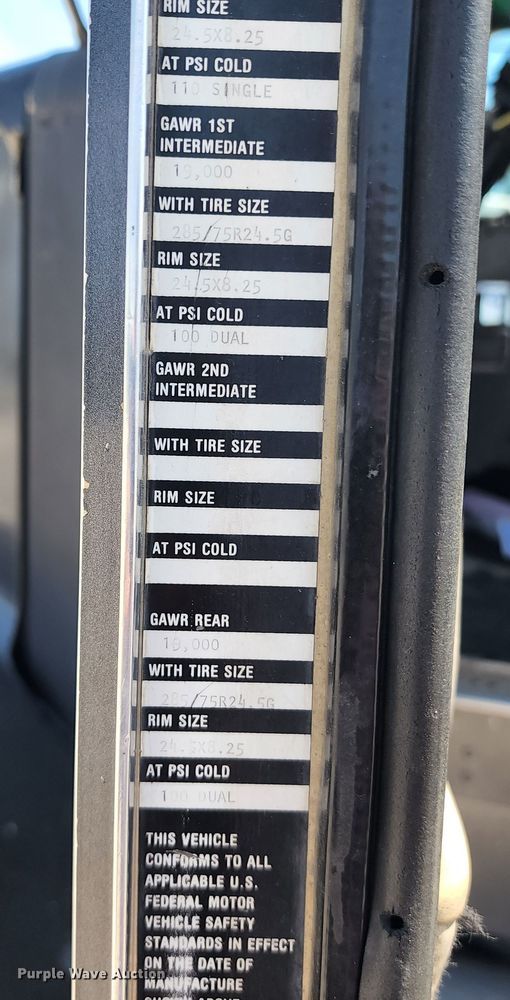 RIM SIZE
24.5X8.25
AT PSI COLD
110 SINGLE
GAWR 1ST
INTERMEDIATE
19,000
WITH TIRE SIZE
285/75R24.5G
RIM SIZE
24.5X8.25
AT PSI COLD
100 DUAL
GAWR 2ND
INTERMEDIATE
WITH TIRE SIZE
RIM SIZE
AT PSI COLD
GAWR REAR
19,000
WITH TIRE SIZE
285/75R24.5G
RIM SIZE
24.5X8.25
AT PSI COLD
100 DUAL
THIS VEHICLE
CONFORMS TO ALL
APPLICABLE U.S.
FEDERAL MOTOR
VEHICLE SAFETY
STANDARDS IN EFFECT
ON THE DATE OF
MANUFACTURE
SHOWN ABOVE
Purple Wave Auction